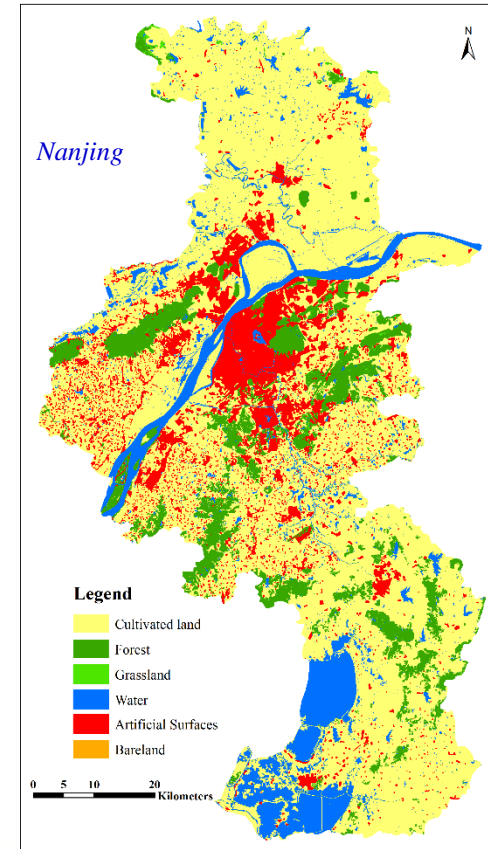 N
Nanjing
Legend
Cultivated land
Forest
Grassland
Water
Artificial Surfaces
Bareland
0 5 10 20
Kilometers